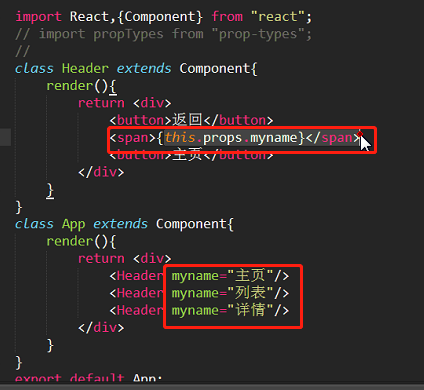 import React,{Component} from "react";
// import propTypes from "prop-types";
//
class Header extends Component{
render(){
return <div>
<button>返回</button>
<span>{this.props.myname}</span>
<button>主页</button>
</div>
}
}
class App extends Component{
render(){
return <div>
<Header myname="主页"/>
<Header myname="列表"/>
<Header myname="详情"/>
</div>
}
}
export default App;